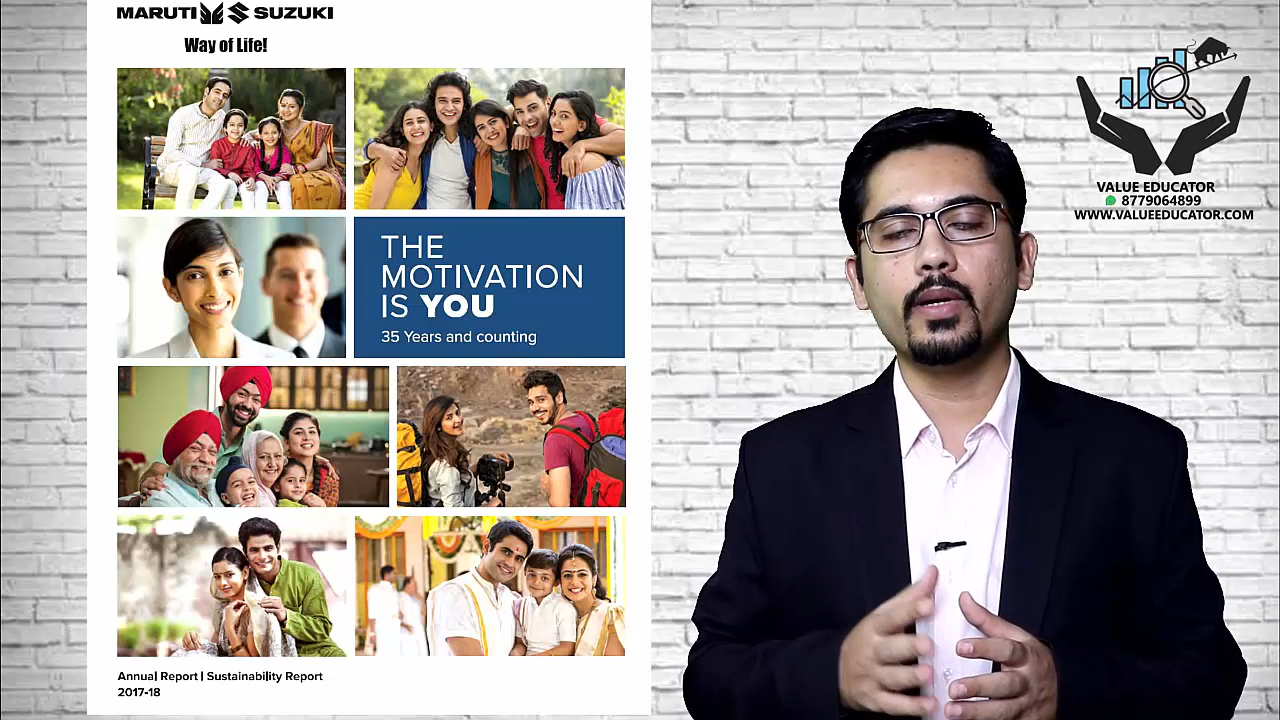 MARUTI SUZUKI
Way of Life!
THE
MOTIVATION
IS YOU
35 Years and counting
Annual Report | Sustainability Report
2017-18
VALUE EDUCATOR
8779064899
WWW.VALUEEDUCATOR.COM